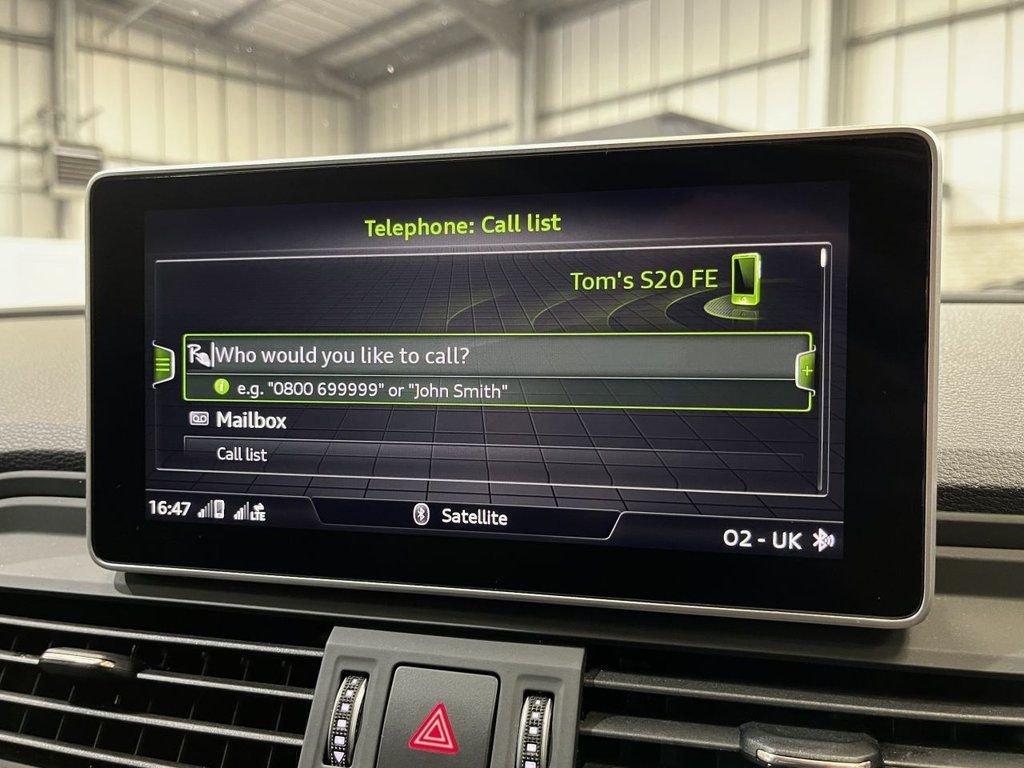 Telephone: Call list
Tom's S20 FE
Who would you like to call?
e.g. "0800 699999" or "John Smith"
Mailbox
Call list
16:47 LTE
Satellite
O2 - UK